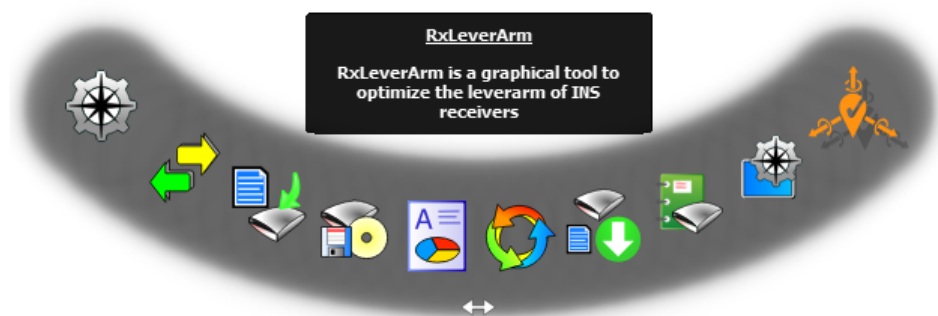 RxLeverArm
RxLeverArm is a graphical tool to
optimize the leverarm of INS
receivers
A